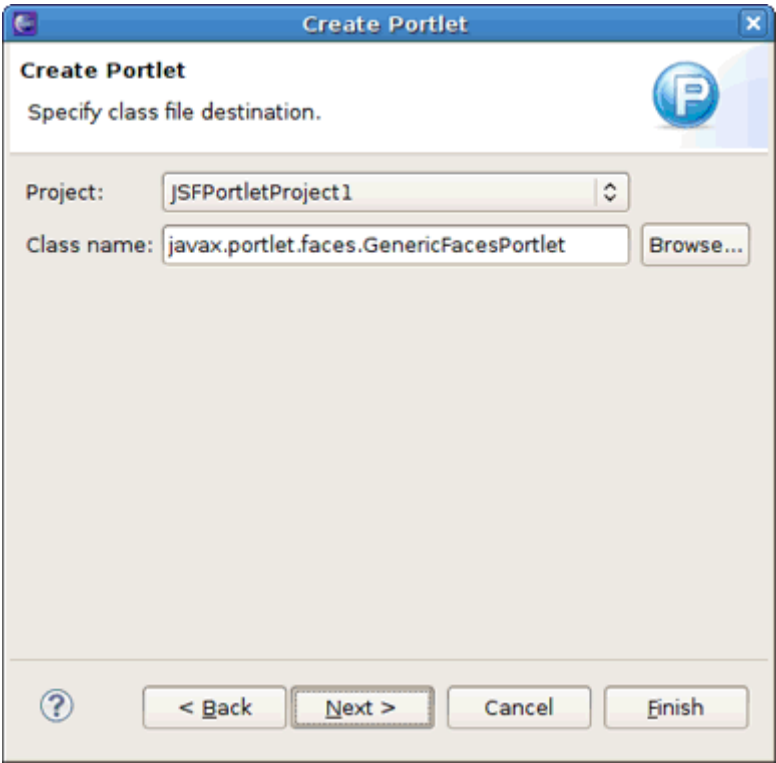 Create Portlet
Create Portlet
Specify class file destination.
P
Project: JSFPortletProject1
Class name: javax.portlet.faces.GenericFacesPortlet Browse...
? < Back Next > Cancel Finish